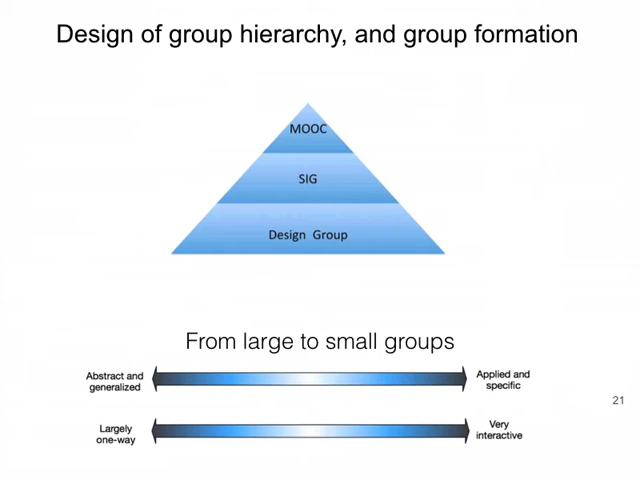 Design of group hierarchy, and group formation
MOOC
SIG
Design Group
From large to small groups
Abstract and
generalized
Applied and
specific
21
Largely
one-way
Very
interactive